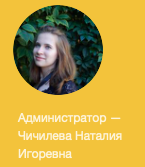 Администратор —
Чичилева Наталия
Игоревна